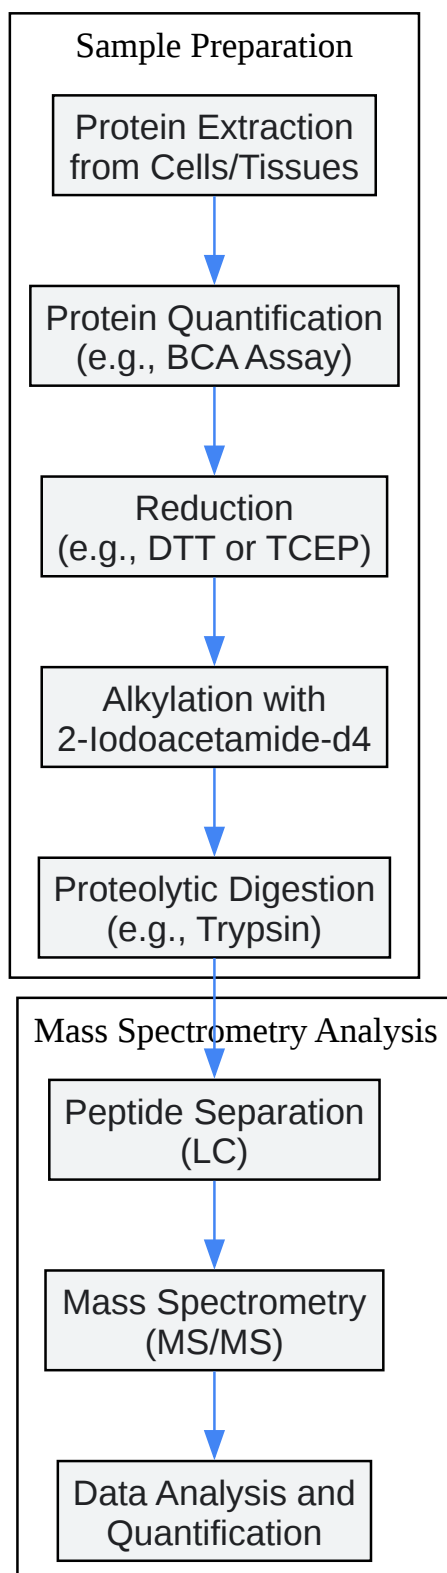 Sample Preparation
Protein Extraction
from Cells/Tissues
Protein Quantification
(e.g., BCA Assay)
Reduction
(e.g., DTT or TCEP)
Alkylation with
2-Iodoacetamide-d4
Proteolytic Digestion
(e.g., Trypsin)
Mass Spectrometry Analysis
Peptide Separation
(LC)
Mass Spectrometry
(MS/MS)
Data Analysis and
Quantification